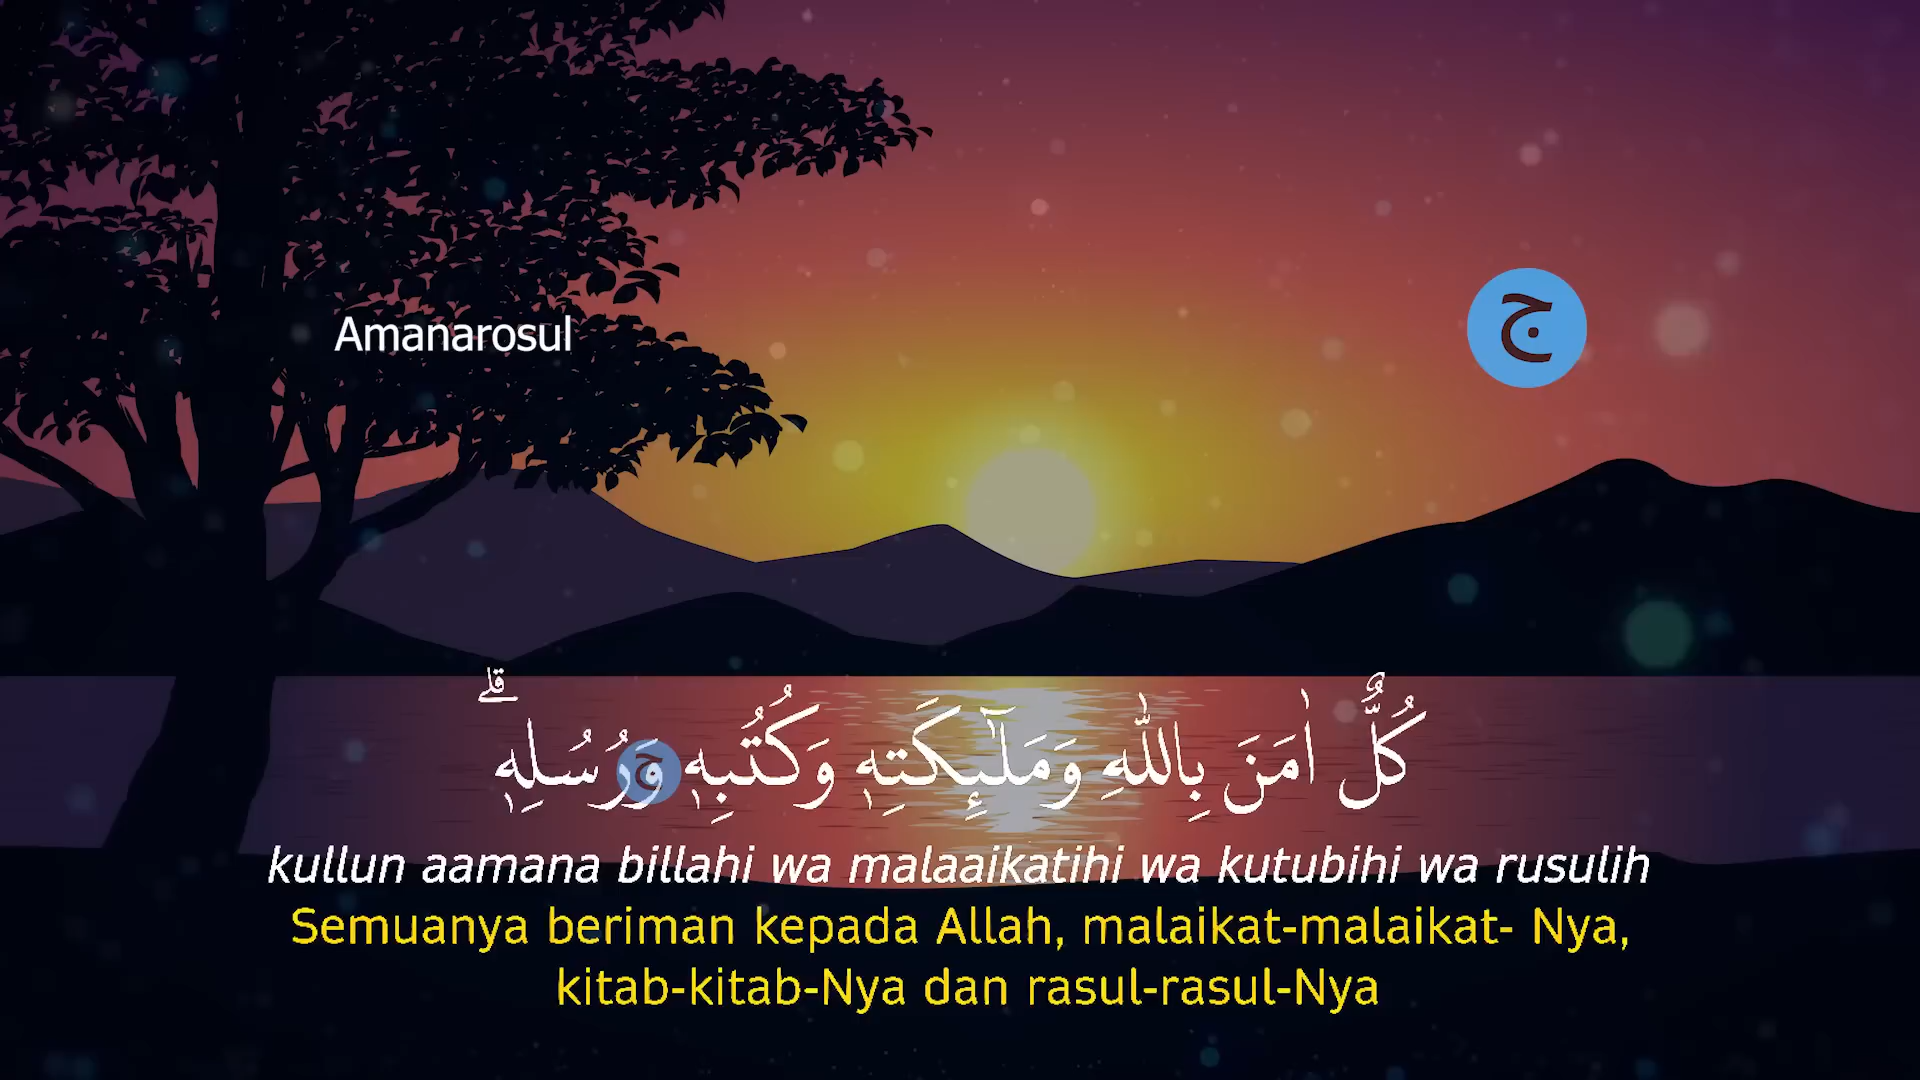 Amanarosul
ج
كُلٌّ اٰمَنَ بِاللّٰهِ وَمَلٰۤىِٕكَتِهٖ وَكُتُبِهٖ وَرُسُلِهٖۗ
ج
kullun aamana billahi wa malaaikatihi wa kutubihi wa rusulih
Semuanya beriman kepada Allah, malaikat-malaikat- Nya,
kitab-kitab-Nya dan rasul-rasul-Nya